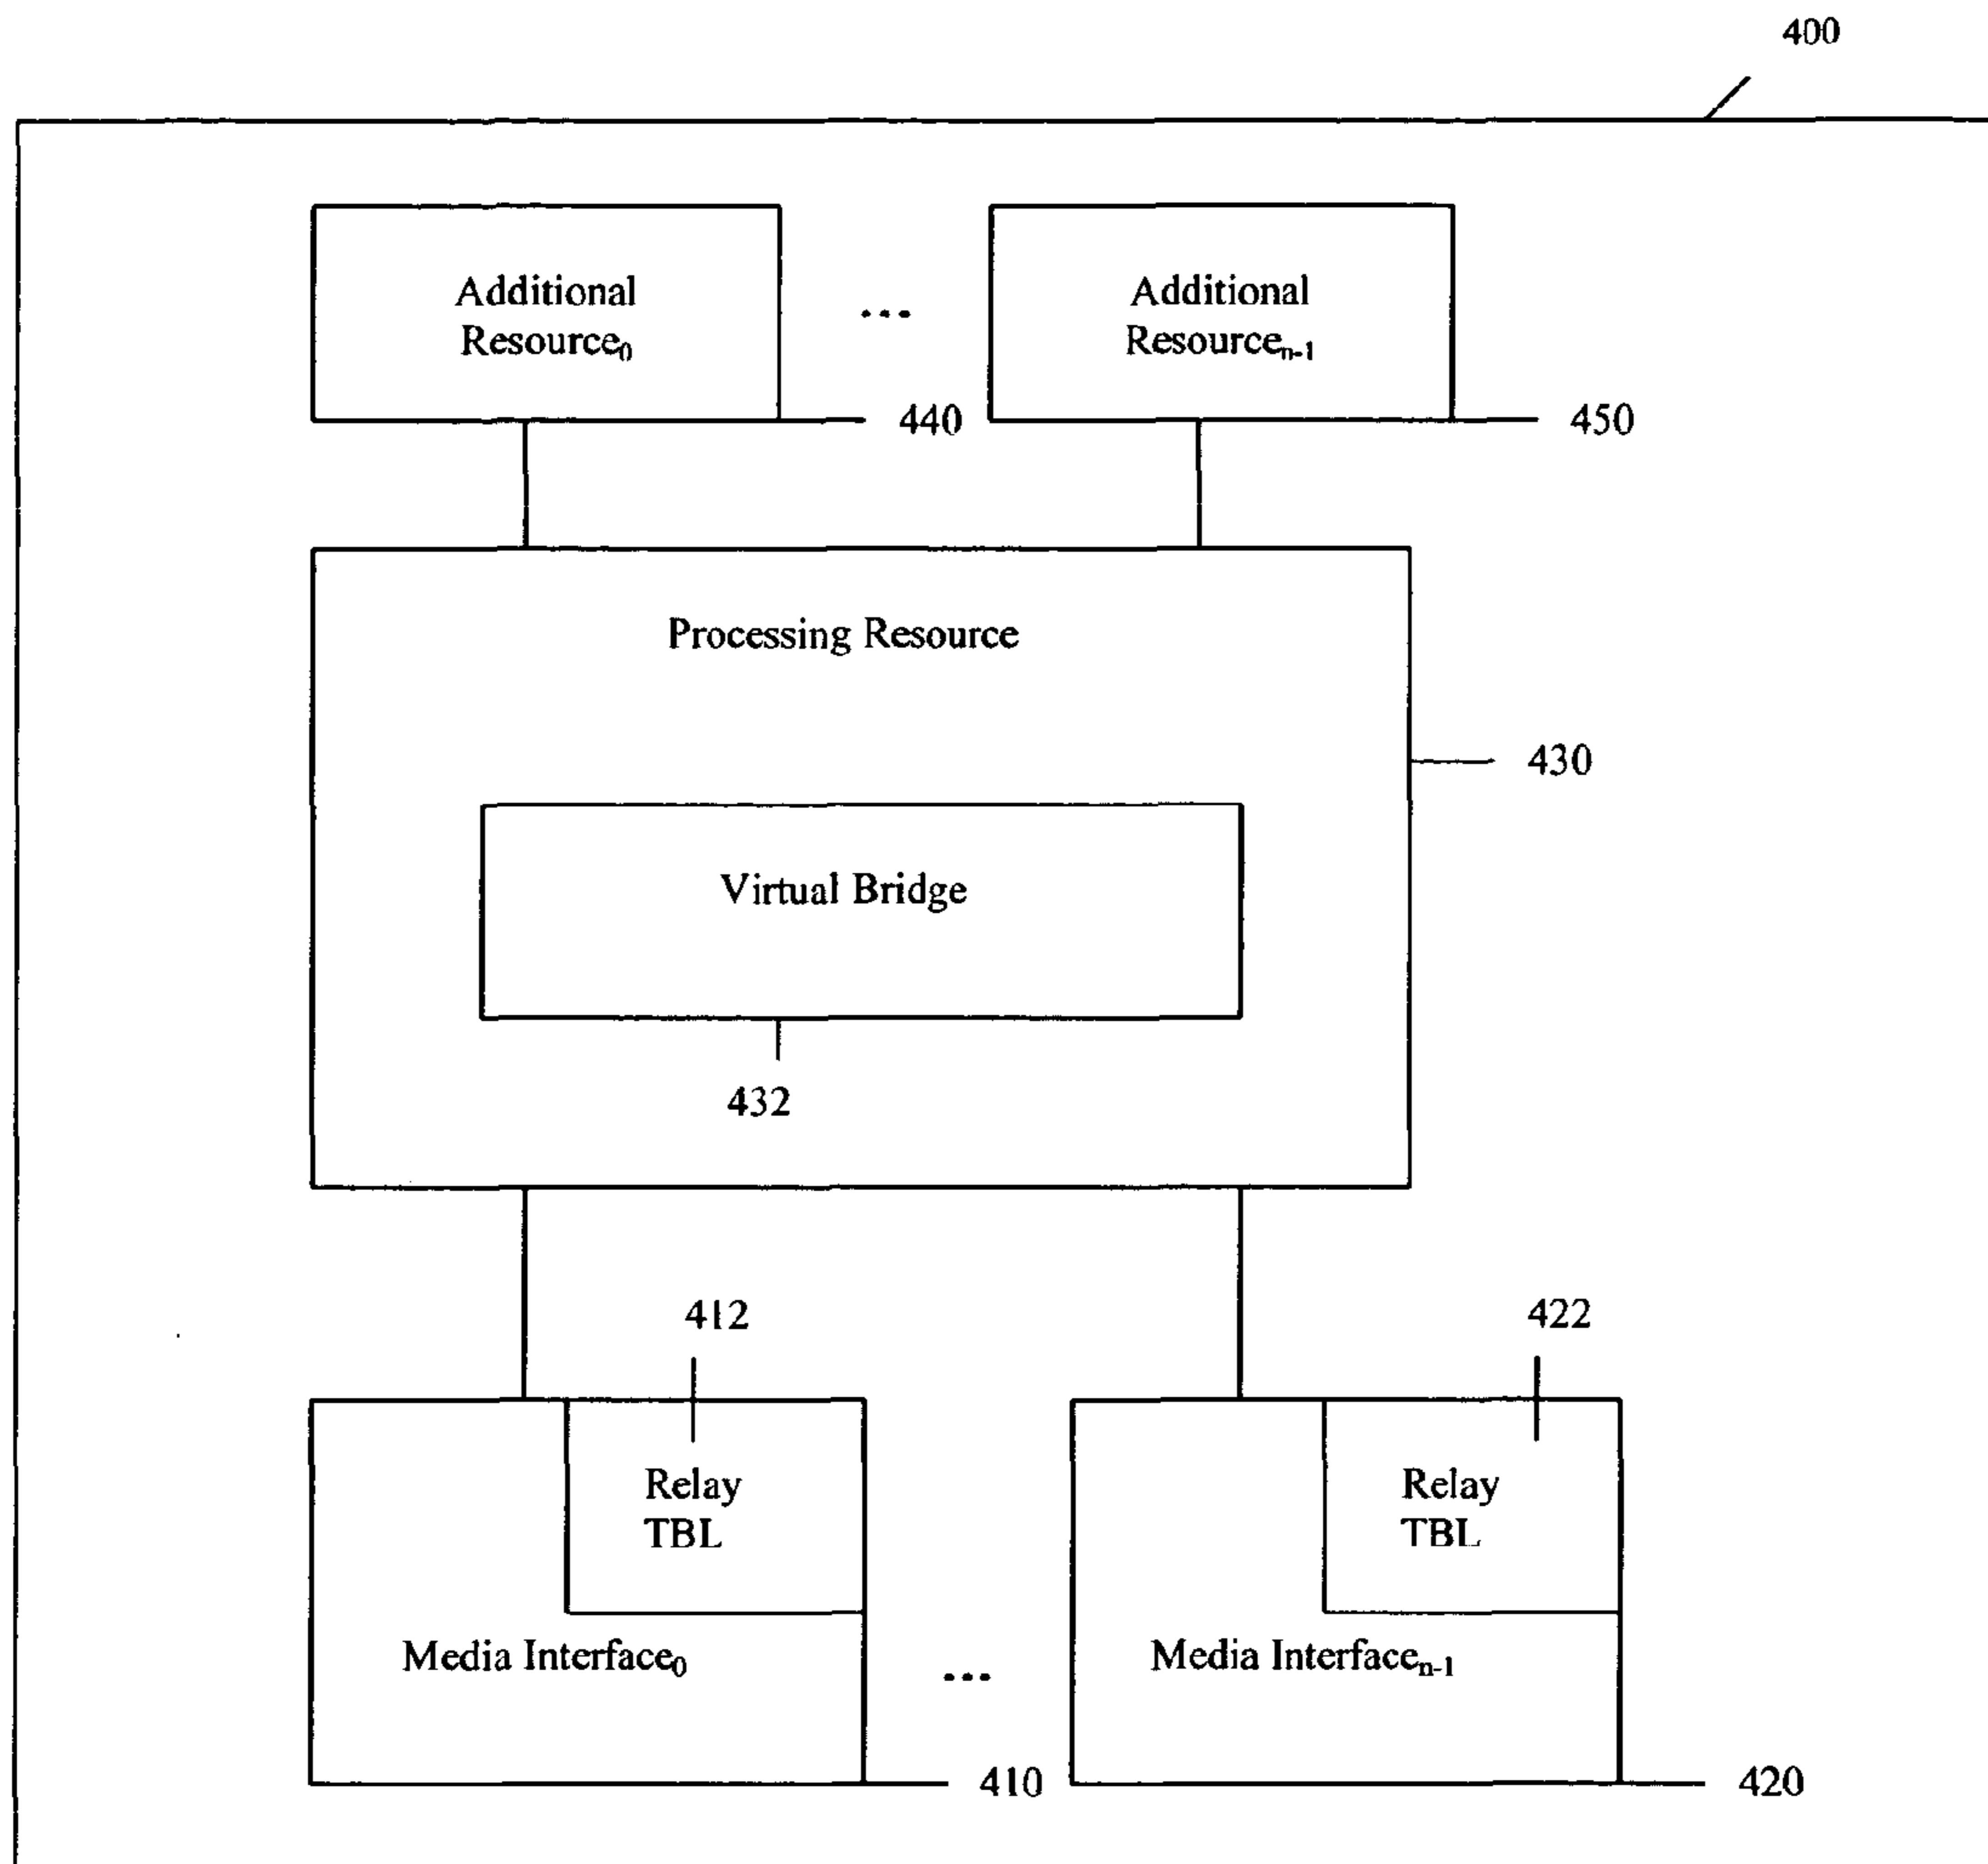 400
Additional
Resource0
...
Additional
Resourcen-1
440
450
Processing Resource
430
Virtual Bridge
432
412
422
Relay
TBL
Relay
TBL
Media Interface0
...
Media Interfacen-1
410
420